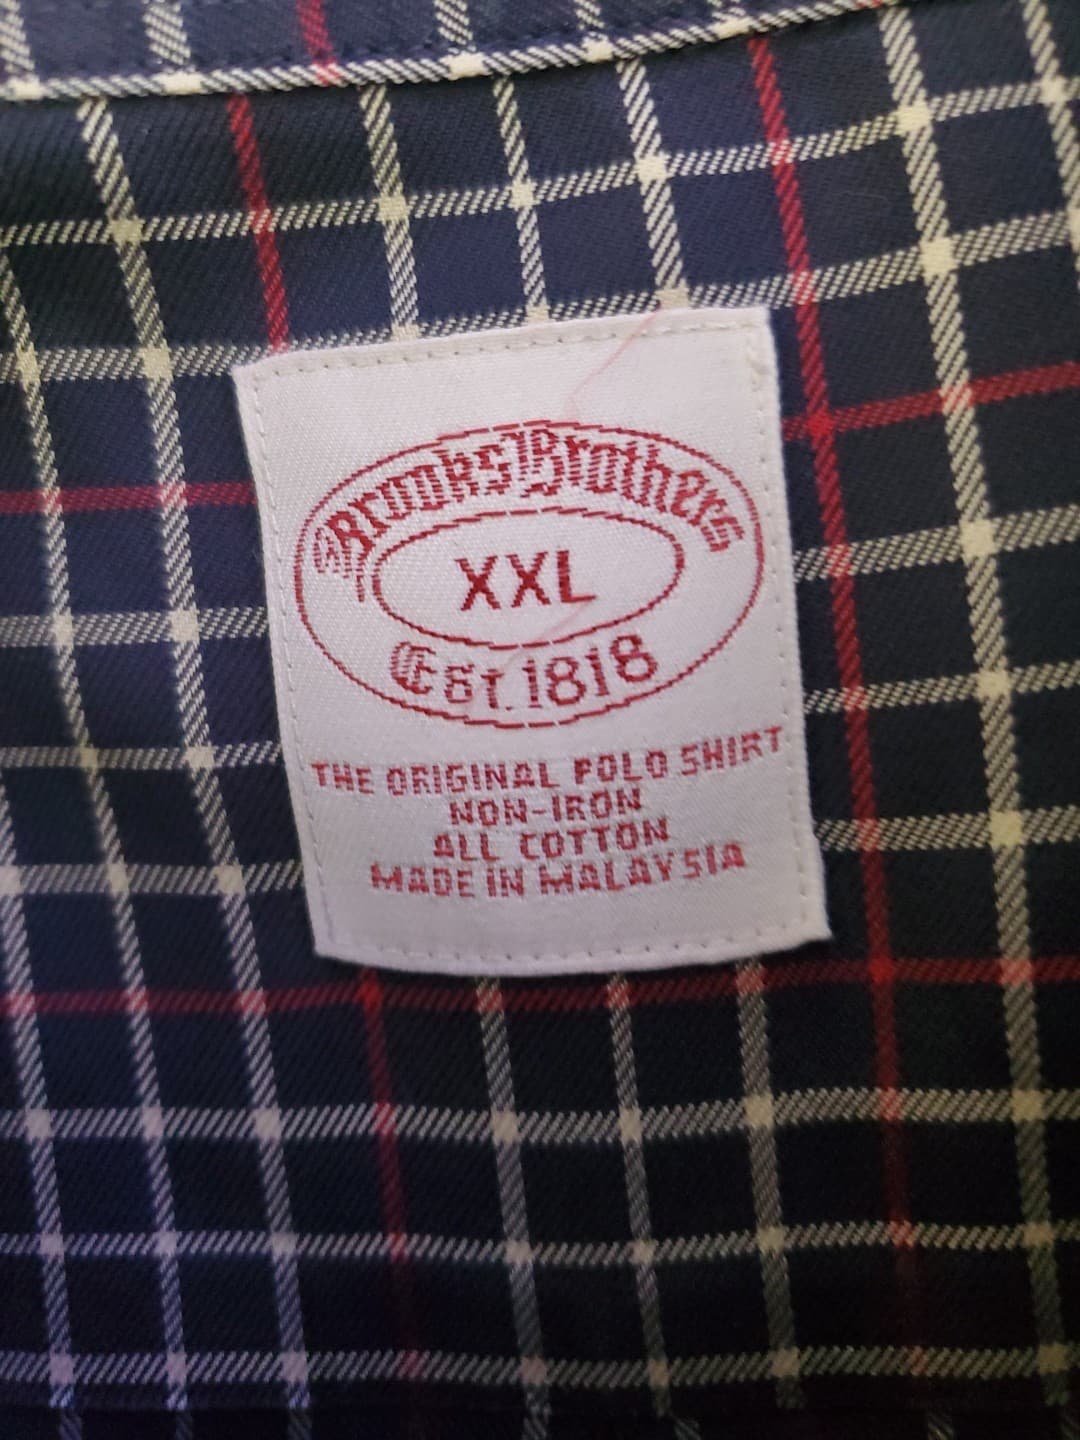 Brooks Brothers
XXL
Est. 1818
THE ORIGINAL POLO SHIRT
NON-IRON
ALL COTTON
MADE IN MALAYSIA